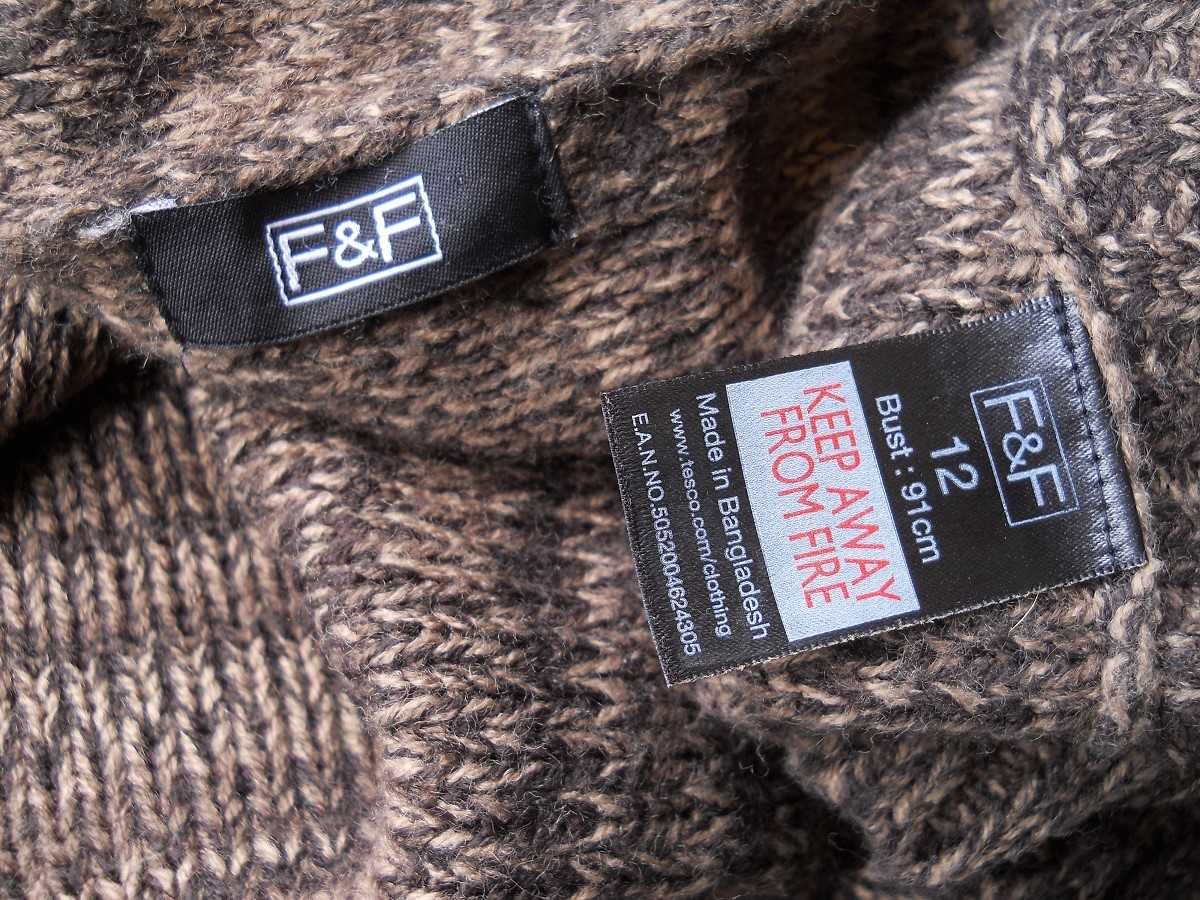 F&F
F&F
12
Bust : 91cm
KEEP AWAY
FROM FIRE
Made in Bangladesh
www.tesco.com/clothing
E.A.N.NO.5052004624305